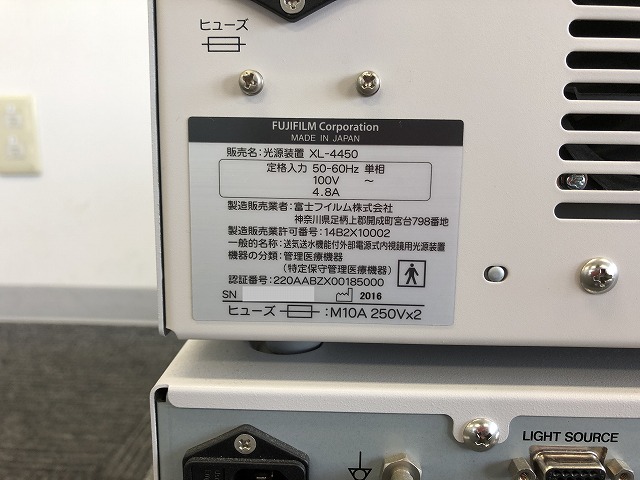 ヒューズ
FUJIFILM Corporation
MADE IN JAPAN
販売名:光源装置 XL-4450
定格入力 50-60Hz 単相
100V ～
4.8A
製造販売業者:富士フイルム株式会社
神奈川県足柄上郡開成町宮台798番地
製造販売業許可番号:14B2X10002
一般的名称:送気送水機能付外部電源式内視鏡用光源装置
機器の分類:管理医療機器
(特定保守管理医療機器)
認証番号:220AABZX00185000
SN 2016
ヒューズ :M10A 250Vx2
LIGHT SOURCE